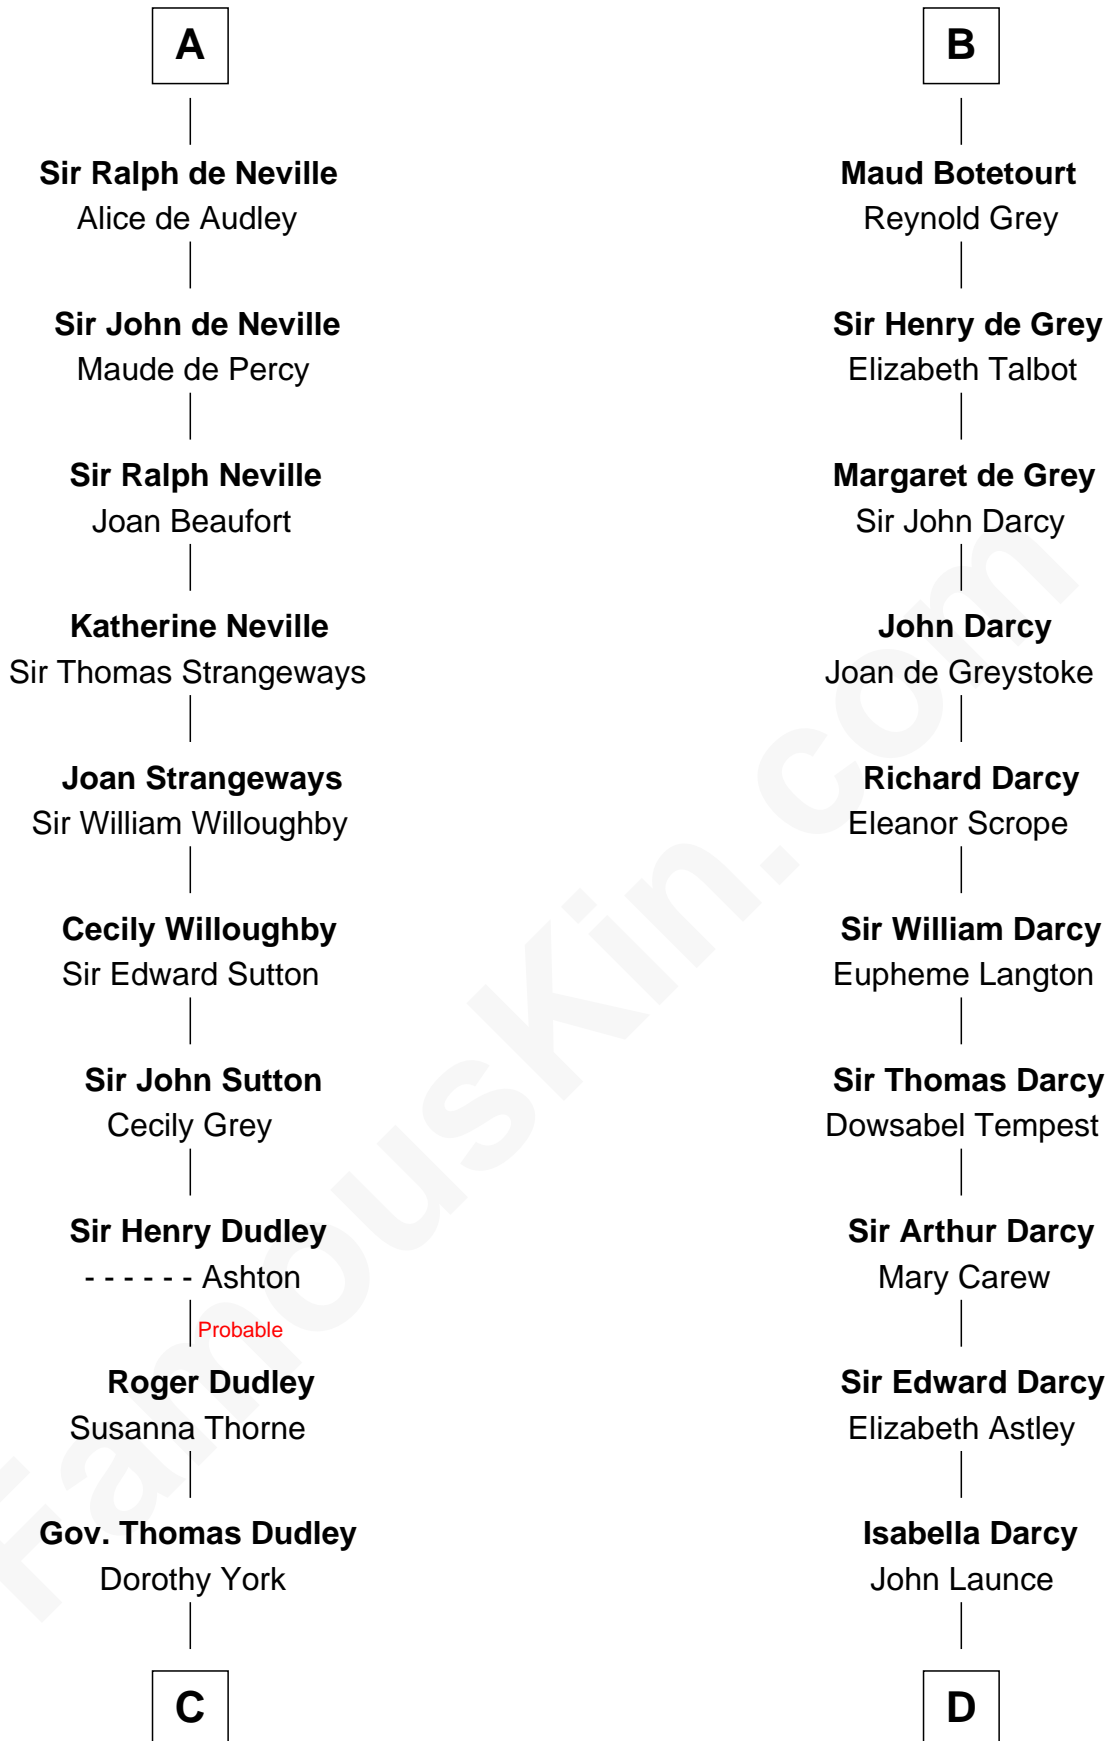 A
Sir Ralph de Neville
Alice de Audley
Sir John de Neville
Maude de Percy
Sir Ralph Neville
Joan Beaufort
Katherine Neville
Sir Thomas Strangeways
Joan Strangeways
Sir William Willoughby
Cecily Willoughby
Sir Edward Sutton
Sir John Sutton
Cecily Grey
Sir Henry Dudley
- - - - - - Ashton
Probable
Roger Dudley
Susanna Thorne
Gov. Thomas Dudley
Dorothy York
C
B
Maud Botetourt
Reynold Grey
Sir Henry de Grey
Elizabeth Talbot
Margaret de Grey
Sir John Darcy
John Darcy
Joan de Greystoke
Richard Darcy
Eleanor Scrope
Sir William Darcy
Eupheme Langton
Sir Thomas Darcy
Dowsabel Tempest
Sir Arthur Darcy
Mary Carew
Sir Edward Darcy
Elizabeth Astley
Isabella Darcy
John Launce
D
FamousKin.com